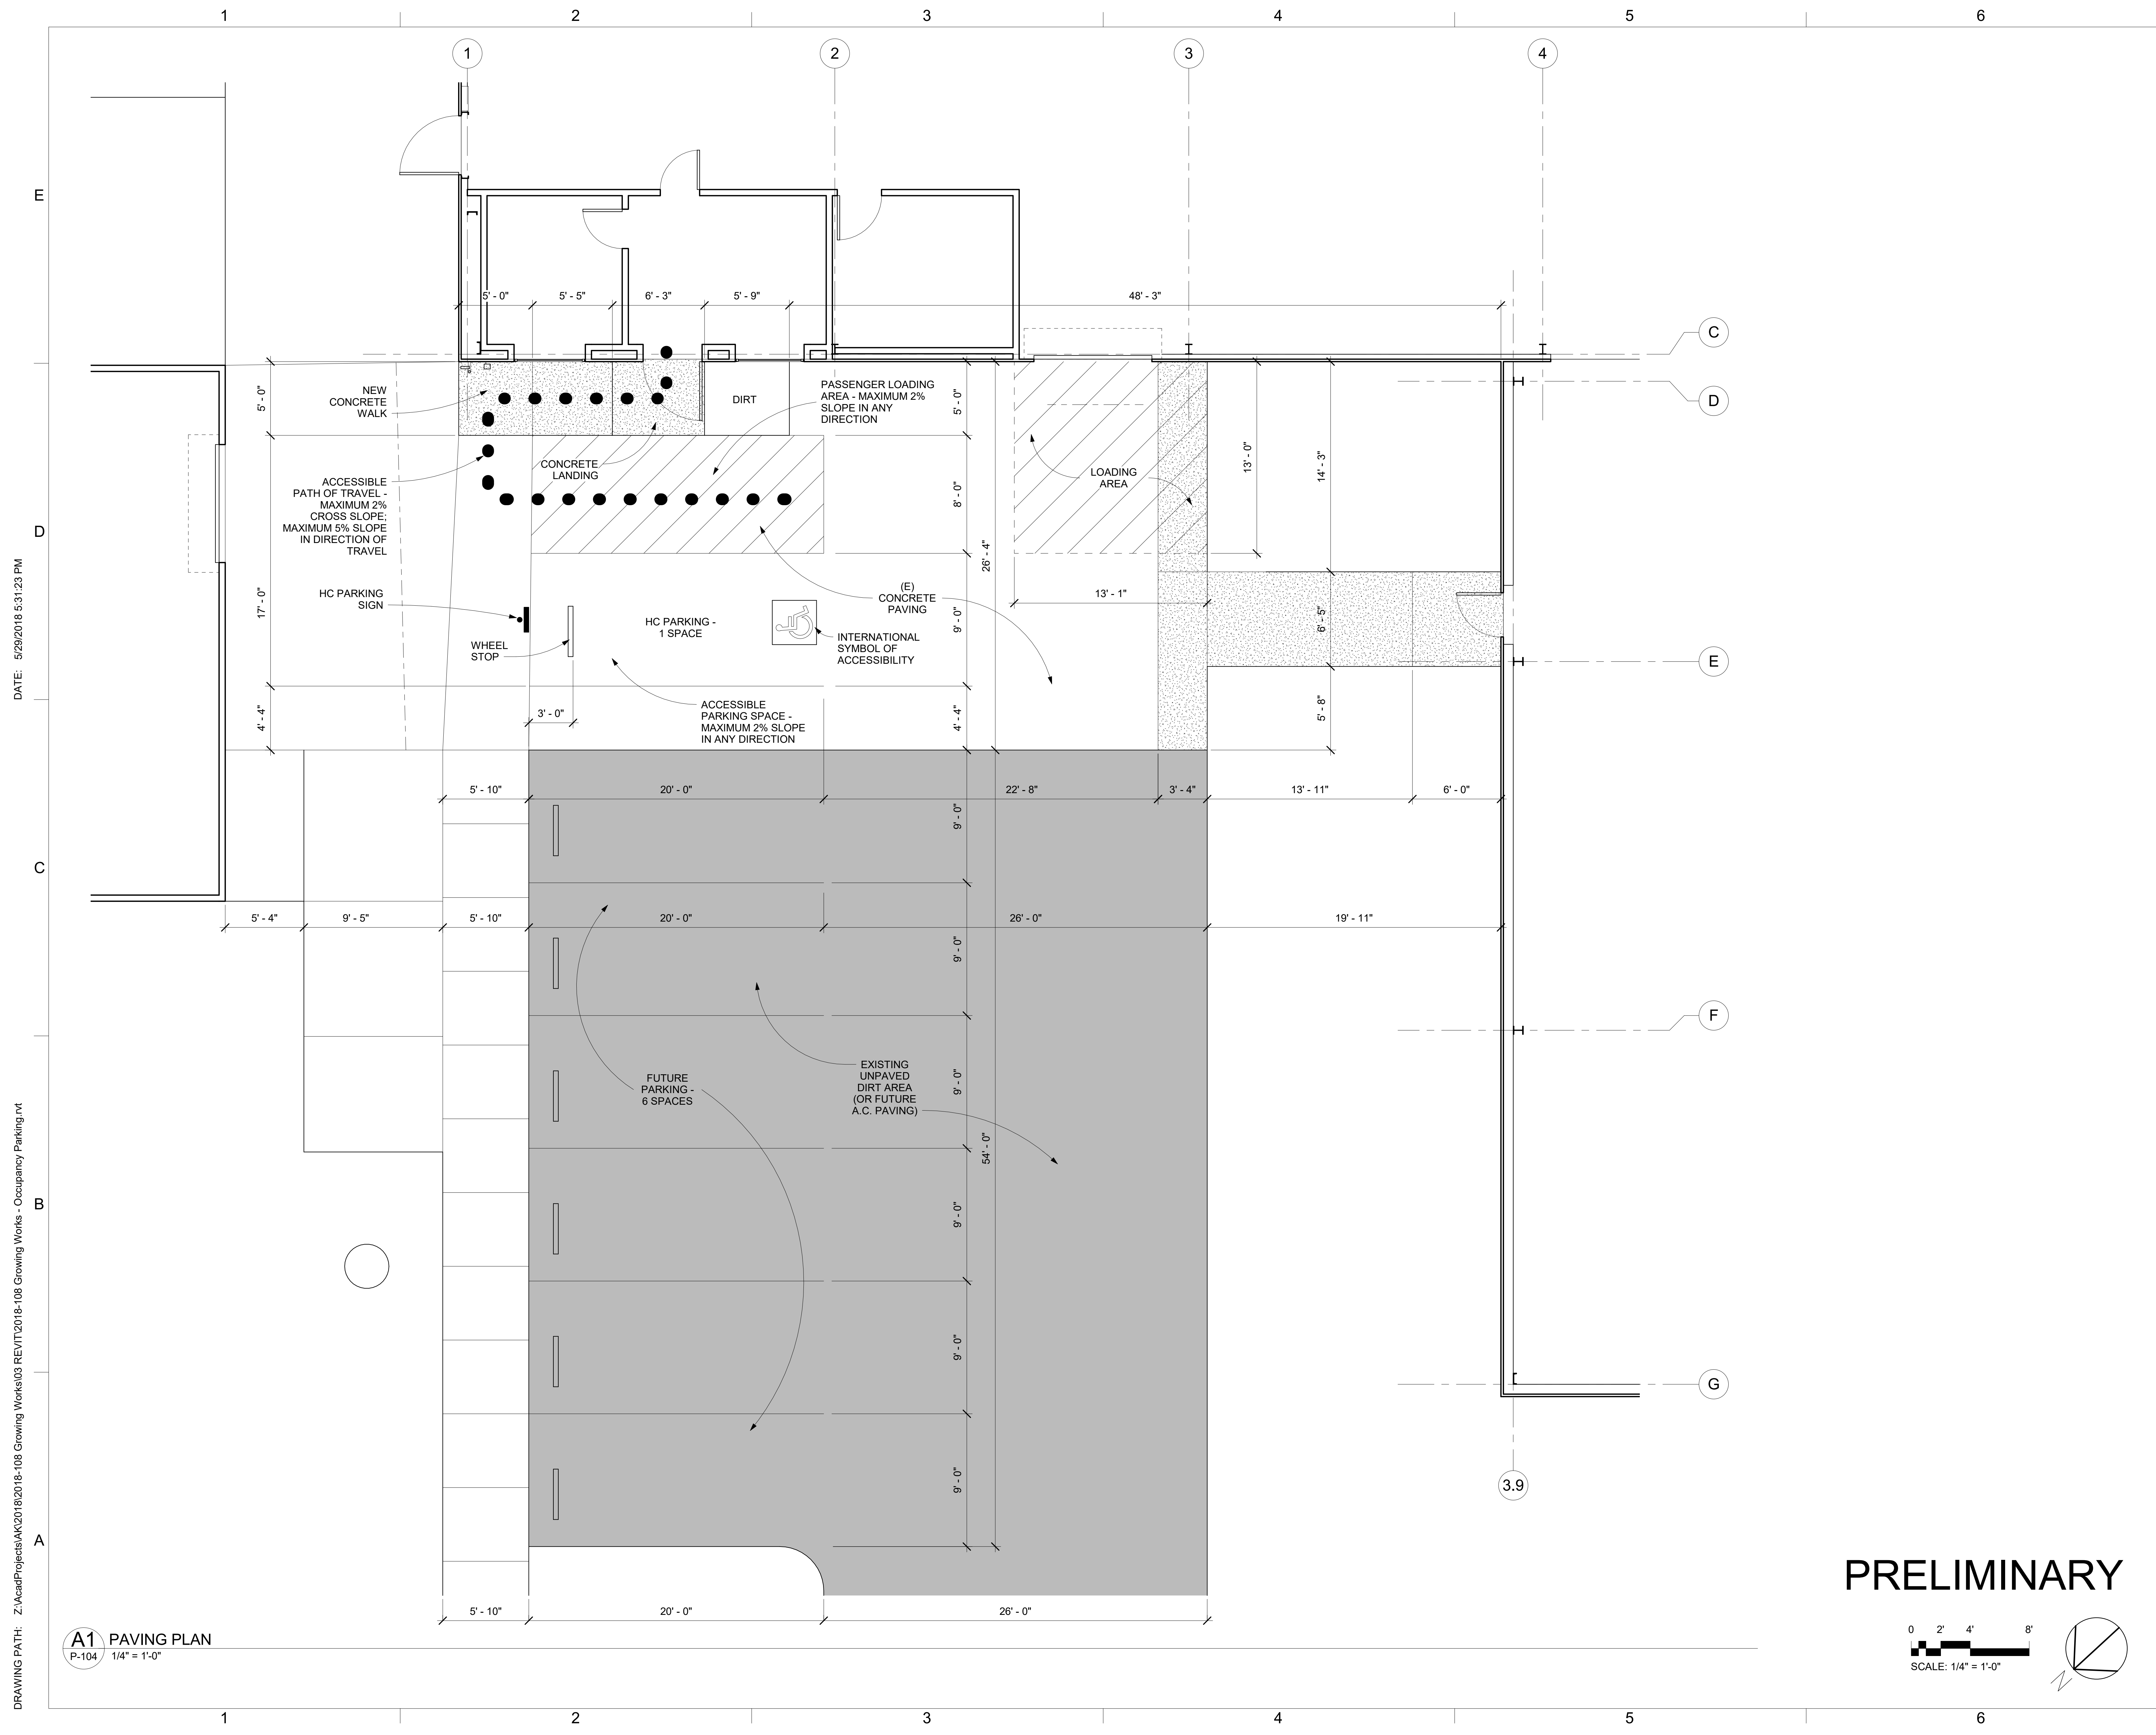 1 2 3 4 5 6
1 2 3 4
E
5' - 0" 5' - 5" 6' - 3" 5' - 9" 48' - 3"
C
D
NEW
CONCRETE
WALK
5' - 0"
DIRT
PASSENGER LOADING
AREA - MAXIMUM 2%
SLOPE IN ANY
DIRECTION
5' - 0"
CONCRETE
LANDING
LOADING
AREA
13' - 0"
14' - 3"
ACCESSIBLE
PATH OF TRAVEL -
MAXIMUM 2%
CROSS SLOPE;
MAXIMUM 5% SLOPE
IN DIRECTION OF
TRAVEL
8' - 0"
D
26' - 4"
17' - 0"
HC PARKING
SIGN
WHEEL
STOP
HC PARKING -
1 SPACE
(E)
CONCRETE
PAVING
9' - 0"
13' - 1"
6' - 5"
INTERNATIONAL
SYMBOL OF
ACCESSIBILITY
E
4' - 4"
3' - 0"
ACCESSIBLE
PARKING SPACE -
MAXIMUM 2% SLOPE
IN ANY DIRECTION
4' - 4"
5' - 8"
5' - 10" 20' - 0" 22' - 8" 3' - 4" 13' - 11" 6' - 0"
9' - 0"
C
5' - 4" 9' - 5" 5' - 10" 20' - 0" 26' - 0" 19' - 11"
9' - 0"
F
FUTURE
PARKING -
6 SPACES
EXISTING
UNPAVED
DIRT AREA
(OR FUTURE
A.C. PAVING)
9' - 0"
54' - 0"
B
9' - 0"
9' - 0"
G
9' - 0"
3.9
A
5' - 10" 20' - 0" 26' - 0"
PRELIMINARY
A1
P-104
PAVING PLAN
1/4" = 1'-0"
0 2' 4' 8'
SCALE: 1/4" = 1'-0"
N
1 2 3 4 5 6
DATE: 5/29/2018 5:31:23 PM
DRAWING PATH: Z:\AcadProjects\AK\2018\2018-108 Growing Works\03 REVIT\2018-108 Growing Works - Occupancy Parking.rvt